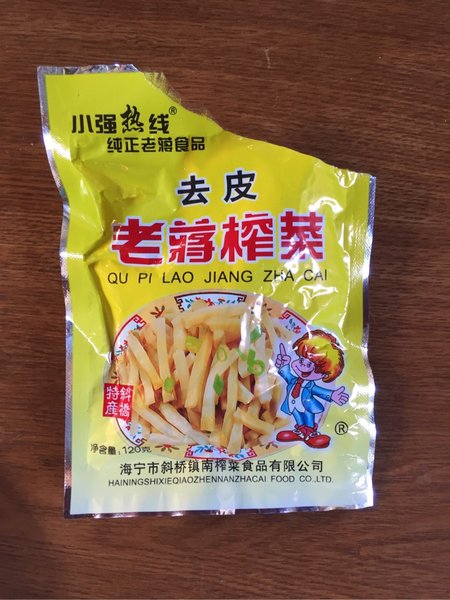 小强热线®
纯正老蒋食品
去皮
老蒋榨菜
QU PI LAO JIANG ZHA CAI
斜橋
特産
净含量:120克
®
海宁市斜桥镇南榨菜食品有限公司
HAININGSHIXIEQIAOZHENNANZHACAI FOOD CO.,LTD.